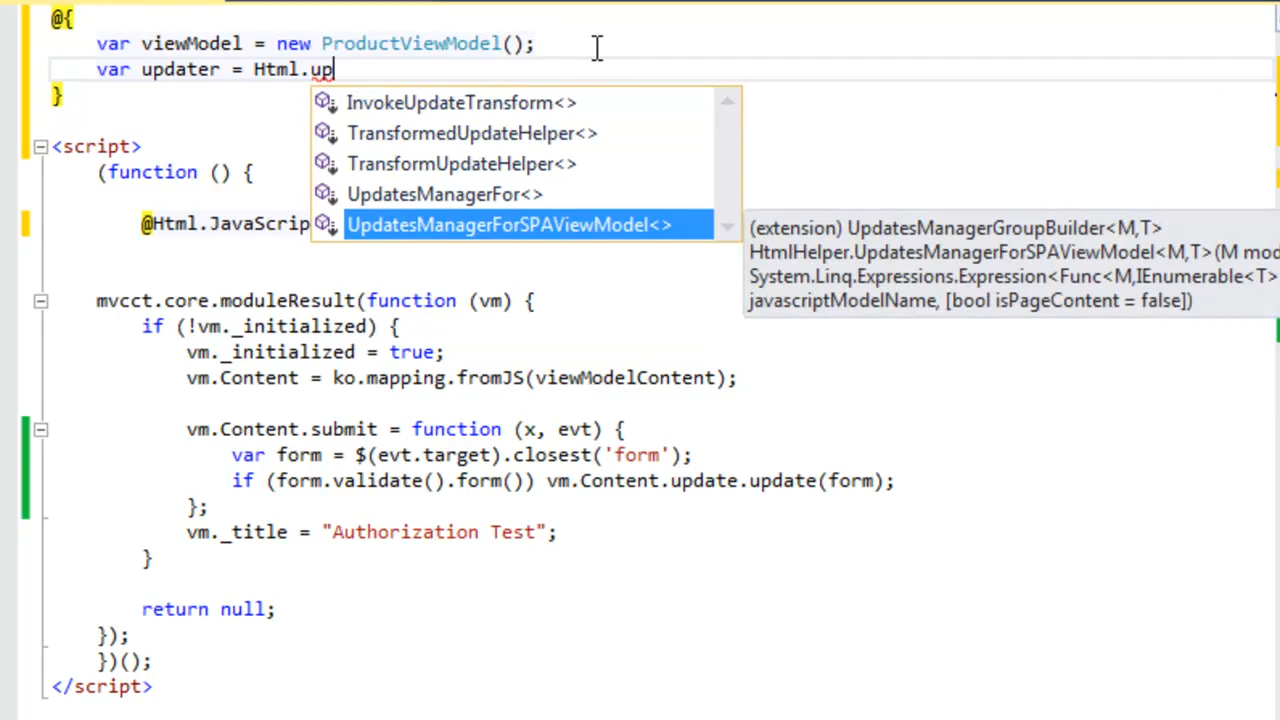 @{
var viewModel = new ProductViewModel();
var updater = Html.up
}
InvokeUpdateTransform<>
TransformedUpdateHelper<>
TransformUpdateHelper<>
UpdatesManagerFor<>
UpdatesManagerForSPAViewModel<>
(extension) UpdatesManagerGroupBuilder<M,T>
HtmlHelper.UpdatesManagerForSPAViewModel<M,T>(M mod
System.Linq.Expressions.Expression<Func<M,IEnumerable<T>
javascriptModelName, [bool isPageContent = false])
<script>
(function () {
@Html.JavaScrip
mvcct.core.moduleResult(function (vm) {
if (!vm._initialized) {
vm._initialized = true;
vm.Content = ko.mapping.fromJS(viewModelContent);
vm.Content.submit = function (x, evt) {
var form = $(evt.target).closest('form');
if (form.validate().form()) vm.Content.update.update(form);
};
vm._title = "Authorization Test";
}
return null;
});
})();
</script>